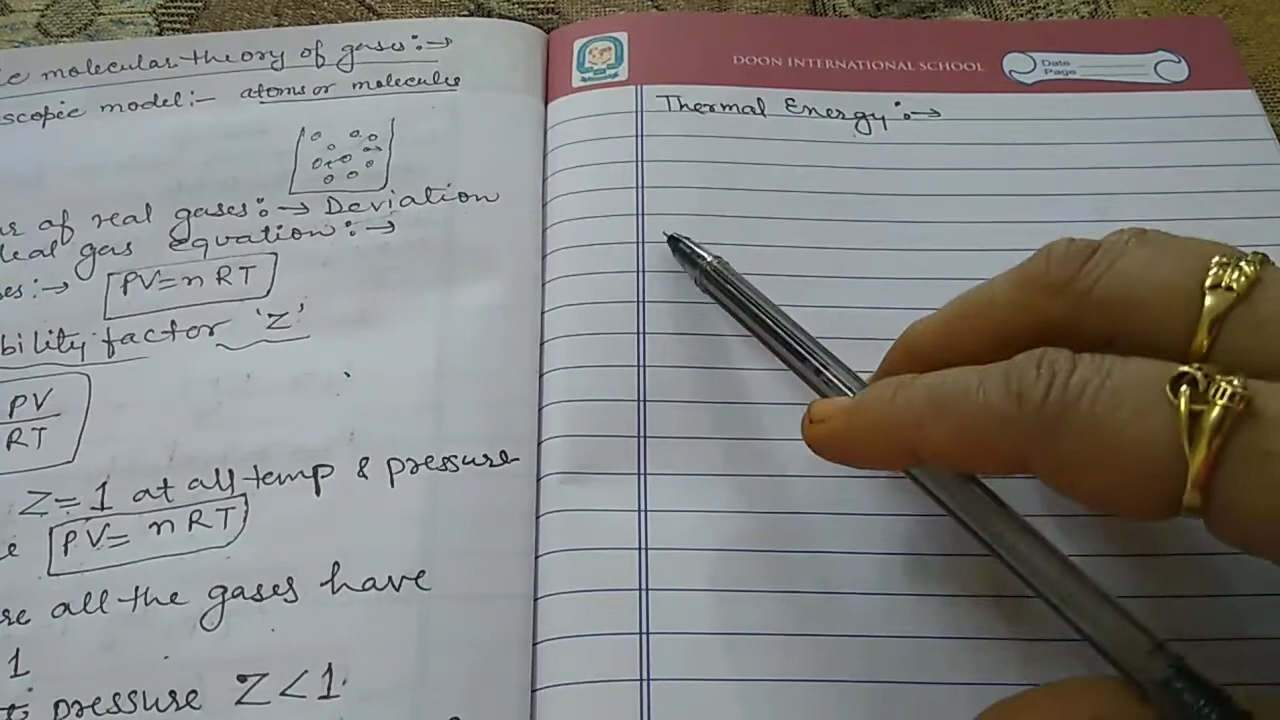 molecular theory of gases:→
scopic model:- atoms or molecules
of real gases:→ Deviation
gas equation:→
PV=nRT
bility factor 'Z'
PV
RT
Z=1 at all temp & pressure
PV= nRT
all the gases have
1
pressure Z<1
DOON INTERNATIONAL SCHOOL
Date
Page
Thermal Energy:→